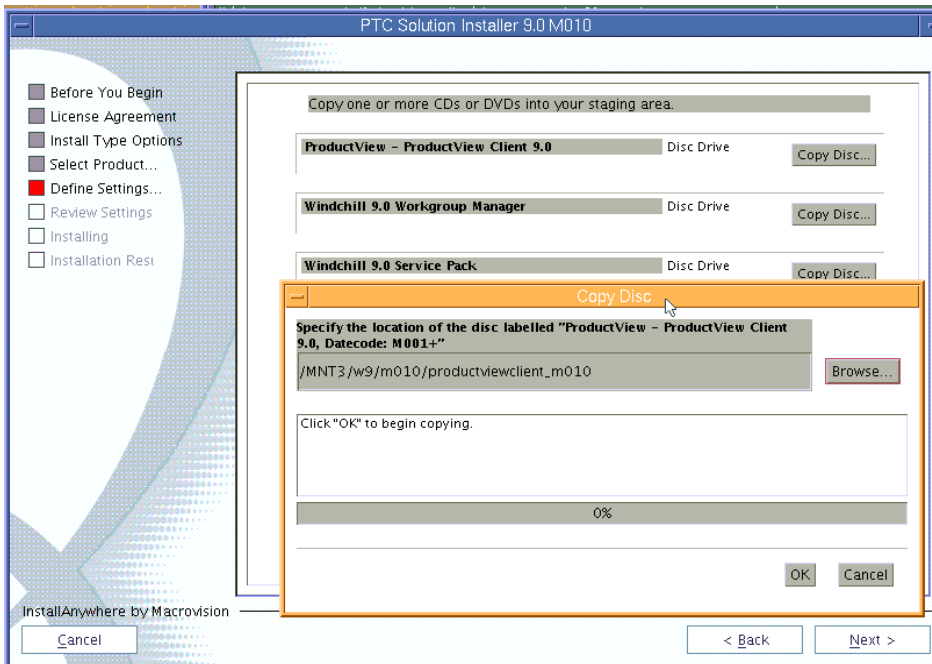 PTC Solution Installer 9.0 M010
Before You Begin
License Agreement
Install Type Options
Select Product...
Define Settings...
Review Settings
Installing
Installation Resu
Copy one or more CDs or DVDs into your staging area.
ProductView - ProductView Client 9.0 Disc Drive Copy Disc...
Windchill 9.0 Workgroup Manager Disc Drive Copy Disc...
Windchill 9.0 Service Pack Disc Drive Copy Disc...
Copy Disc
Specify the location of the disc labelled "ProductView - ProductView Client
9.0, Datecode: M001+"
/MNT3/w9/m010/productviewclient_m010 Browse...
Click "OK" to begin copying.
0%
OK Cancel
InstallAnywhere by Macrovision
Cancel < Back Next >